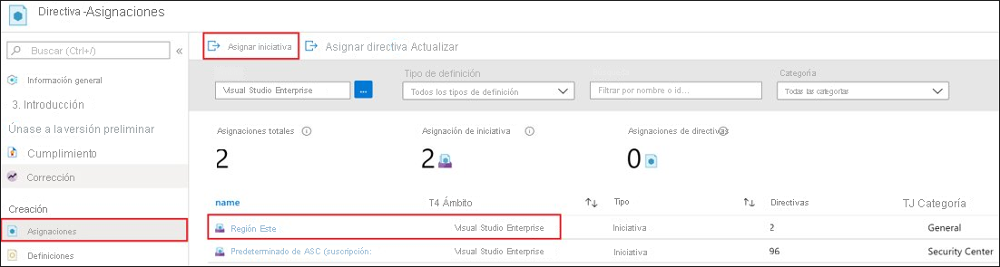 Directiva -Asignaciones
Buscar (Ctrl+/)
«
Información general
3. Introducción
Únase a la versión preliminar
Cumplimiento
Corrección
Creación
Asignaciones
Definiciones
Asignar iniciativa
Asignar directiva Actualizar
Tipo de definición
Categoría
Visual Studio Enterprise
...
Todos los tipos de definición
Filtrar por nombre o id...
Todas las categorías
Asignaciones totales
Asignación de iniciativa
Asignaciones de directivas
2
2
0
name T4 Ámbito Tipo Directivas TJ Categoría
Región Este Visual Studio Enterprise Iniciativa 2 General
Predeterminado de ASC (suscripción: Visual Studio Enterprise Iniciativa 96 Security Center